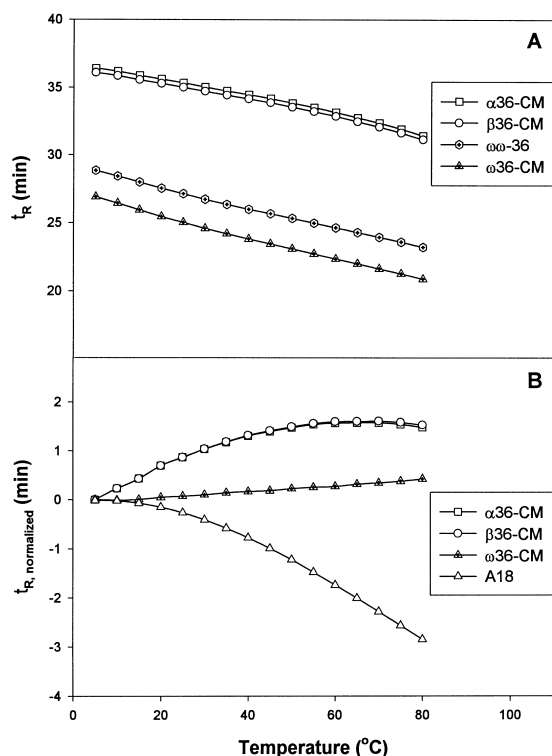 40
A
35
α36-CM
β36-CM
ωω-36
ω36-CM
30
25
20
tR (min)
B
2
1
0
-1
-2
-3
-4
α36-CM
β36-CM
ω36-CM
A18
tR, normalized (min)
0 20 40 60 80 100
Temperature (°C)